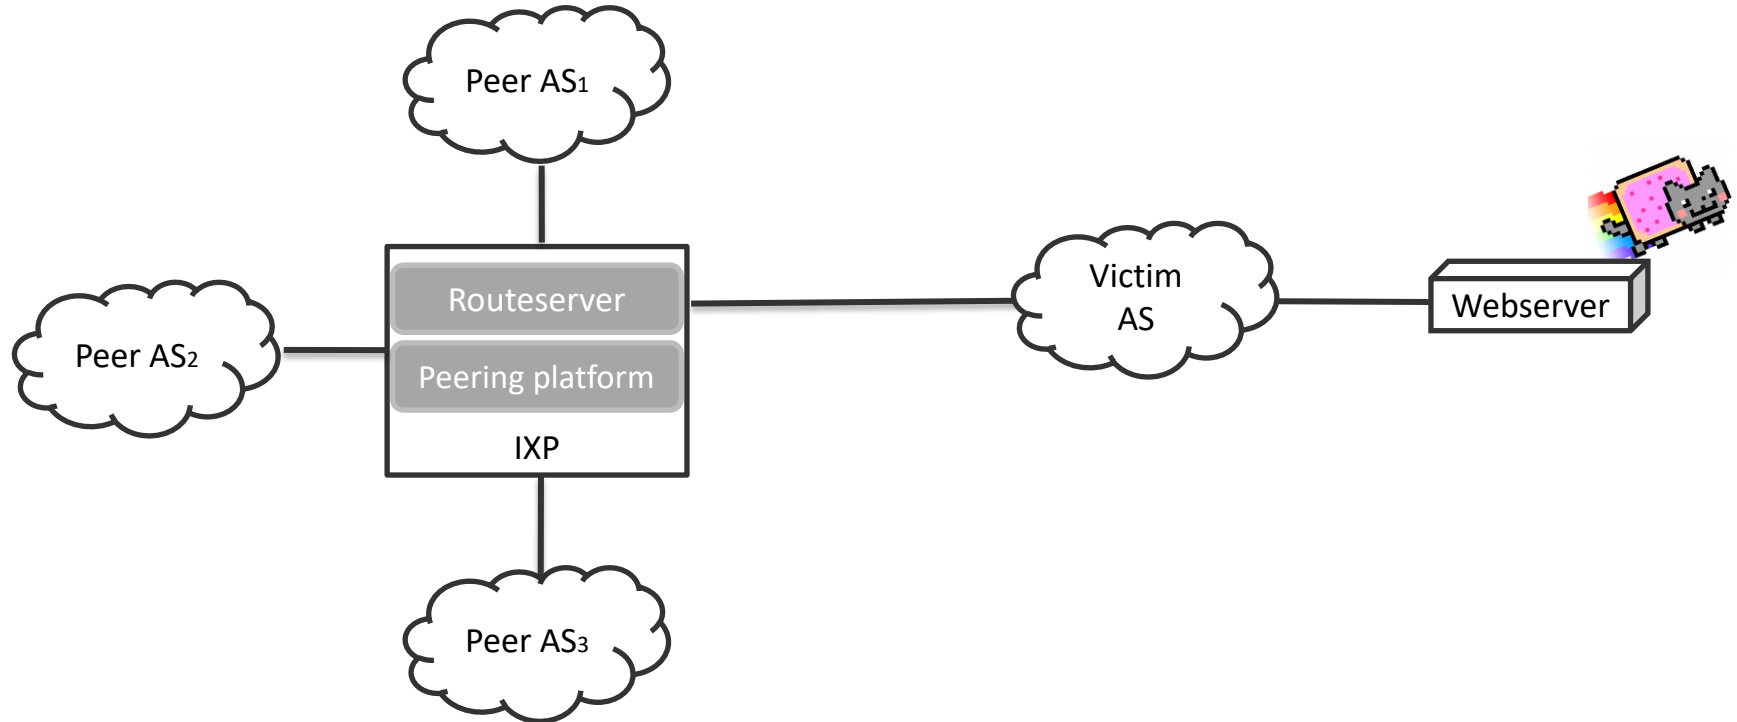 Peer AS1
Routeserver
Peering platform
IXP
Peer AS2
Peer AS3
Victim
AS
Webserver